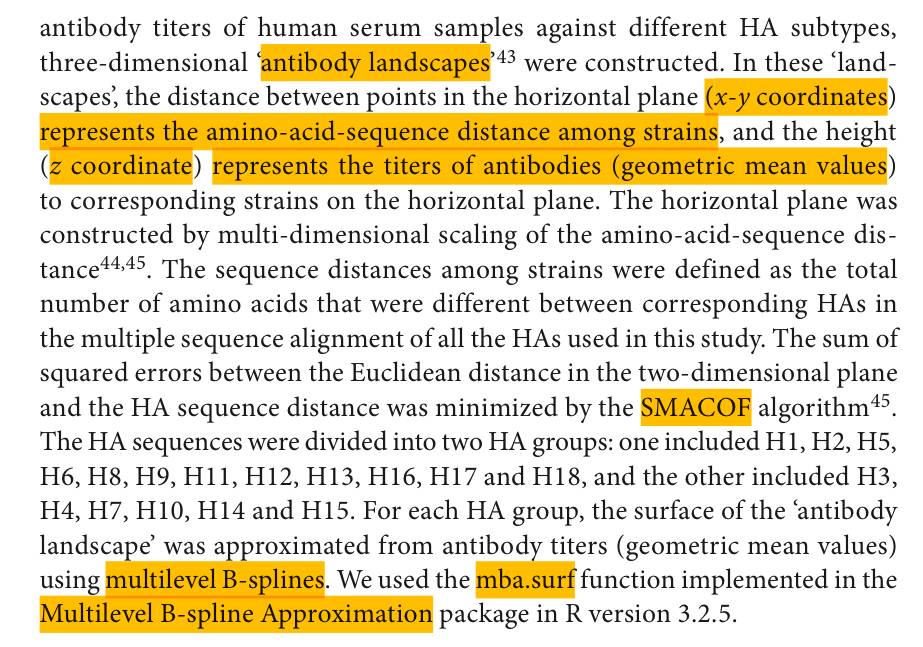 antibody titers of human serum samples against different HA subtypes,
three-dimensional ‘antibody landscapes’43 were constructed. In these ‘land-
scapes’, the distance between points in the horizontal plane (x-y coordinates)
represents the amino-acid-sequence distance among strains, and the height
(z coordinate) represents the titers of antibodies (geometric mean values)
to corresponding strains on the horizontal plane. The horizontal plane was
constructed by multi-dimensional scaling of the amino-acid-sequence dis-
tance44,45. The sequence distances among strains were defined as the total
number of amino acids that were different between corresponding HAs in
the multiple sequence alignment of all the HAs used in this study. The sum of
squared errors between the Euclidean distance in the two-dimensional plane
and the HA sequence distance was minimized by the SMACOF algorithm45.
The HA sequences were divided into two HA groups: one included H1, H2, H5,
H6, H8, H9, H11, H12, H13, H16, H17 and H18, and the other included H3,
H4, H7, H10, H14 and H15. For each HA group, the surface of the ‘antibody
landscape’ was approximated from antibody titers (geometric mean values)
using multilevel B-splines. We used the mba.surf function implemented in the
Multilevel B-spline Approximation package in R version 3.2.5.